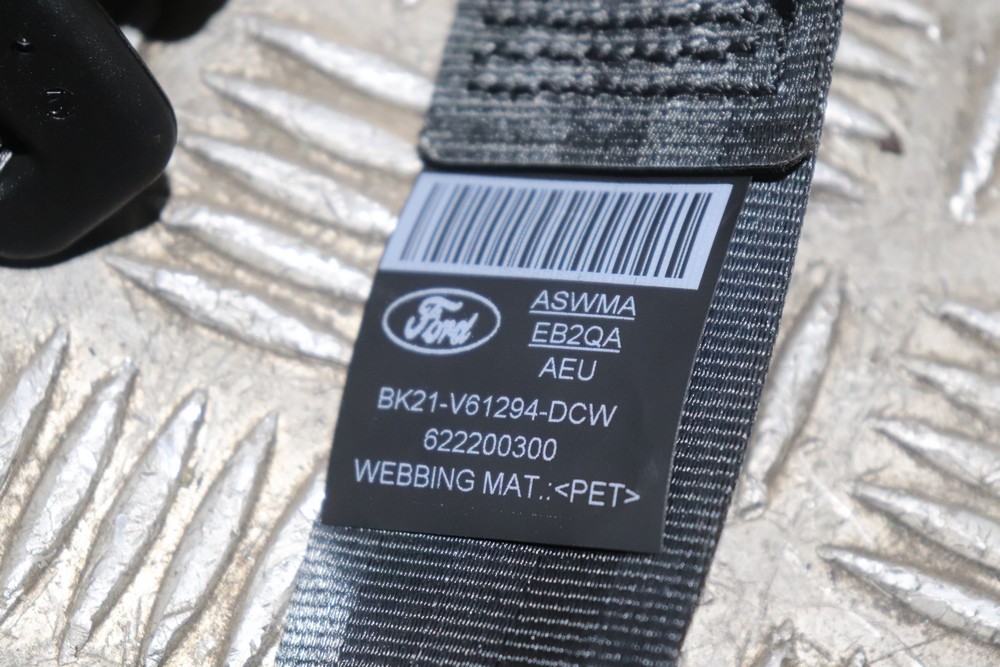 Ford
ASWMA
EB2QA
AEU
BK21-V61294-DCW
622200300
WEBBING MAT.:<PET>